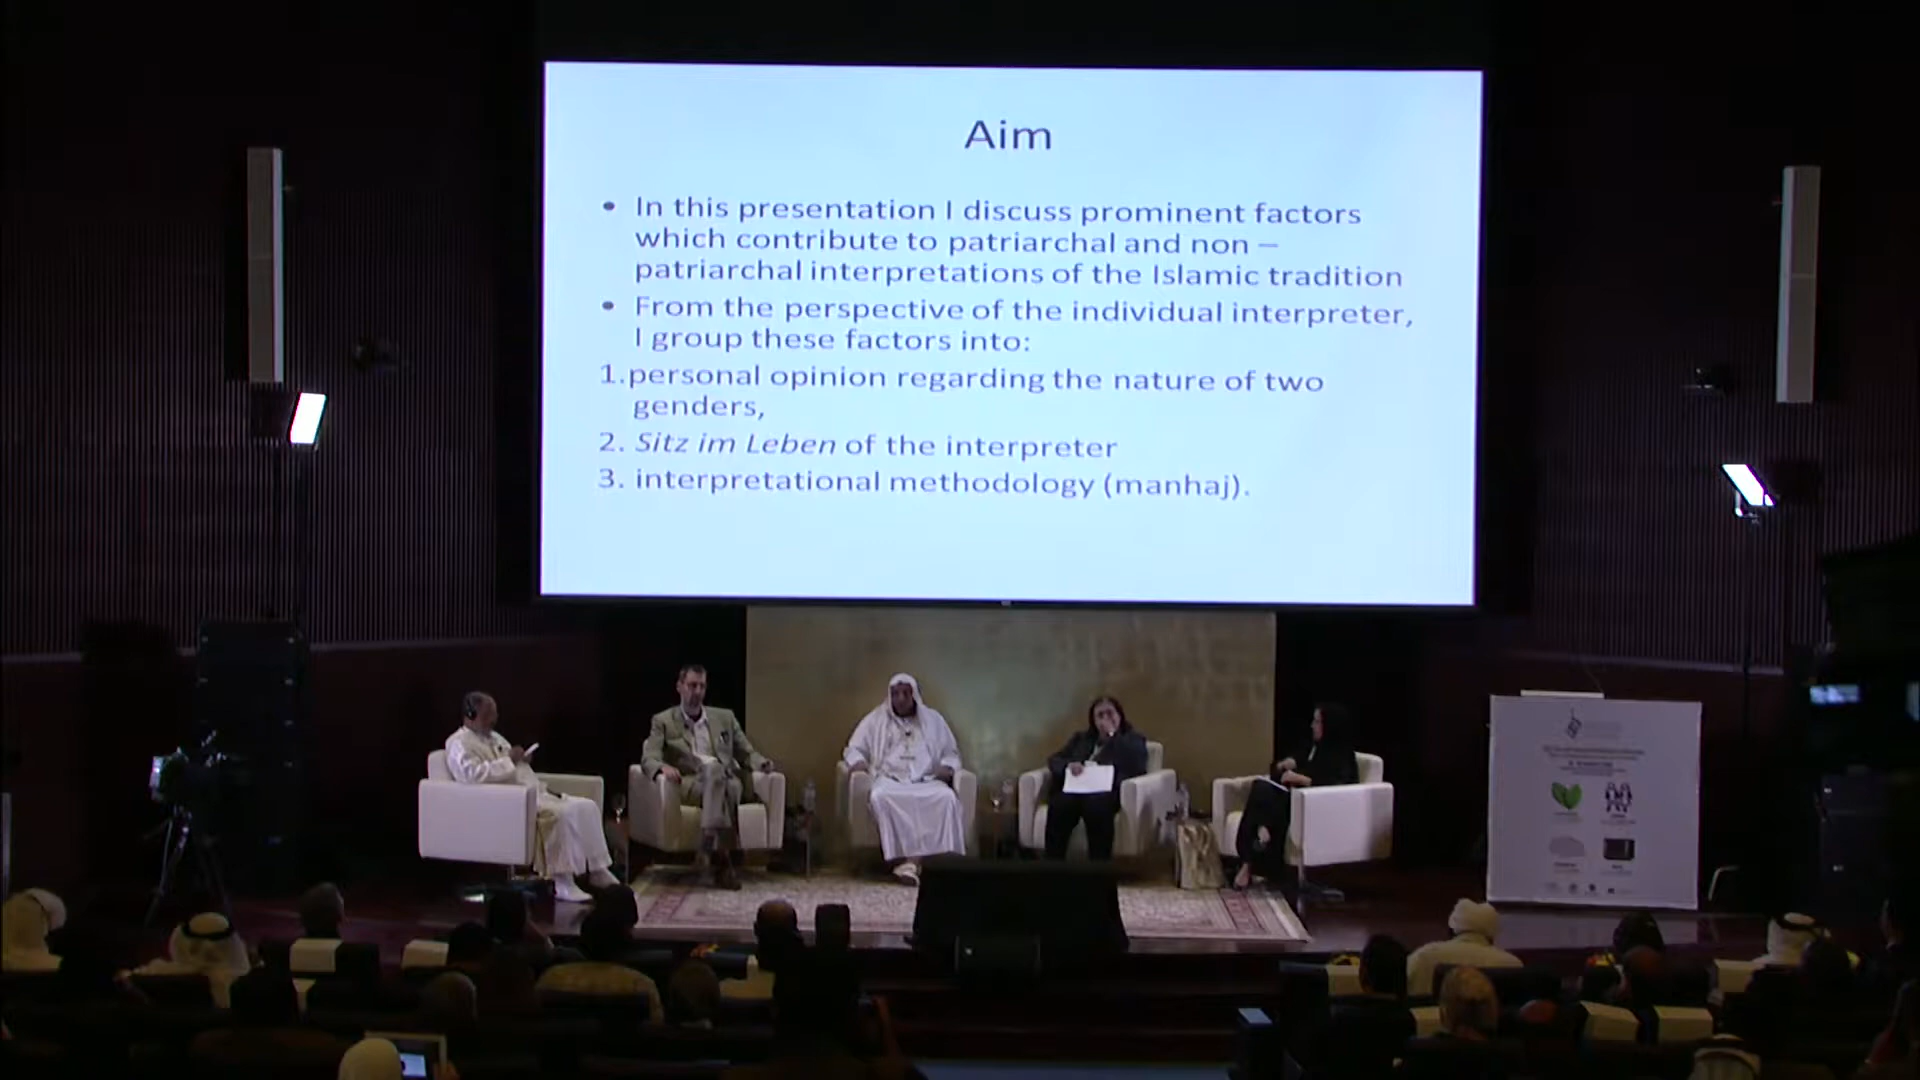 Aim
• In this presentation I discuss prominent factors
which contribute to patriarchal and non –
patriarchal interpretations of the Islamic tradition
• From the perspective of the individual interpreter,
I group these factors into:
1.personal opinion regarding the nature of two
genders,
2. Sitz im Leben of the interpreter
3. interpretational methodology (manhaj).